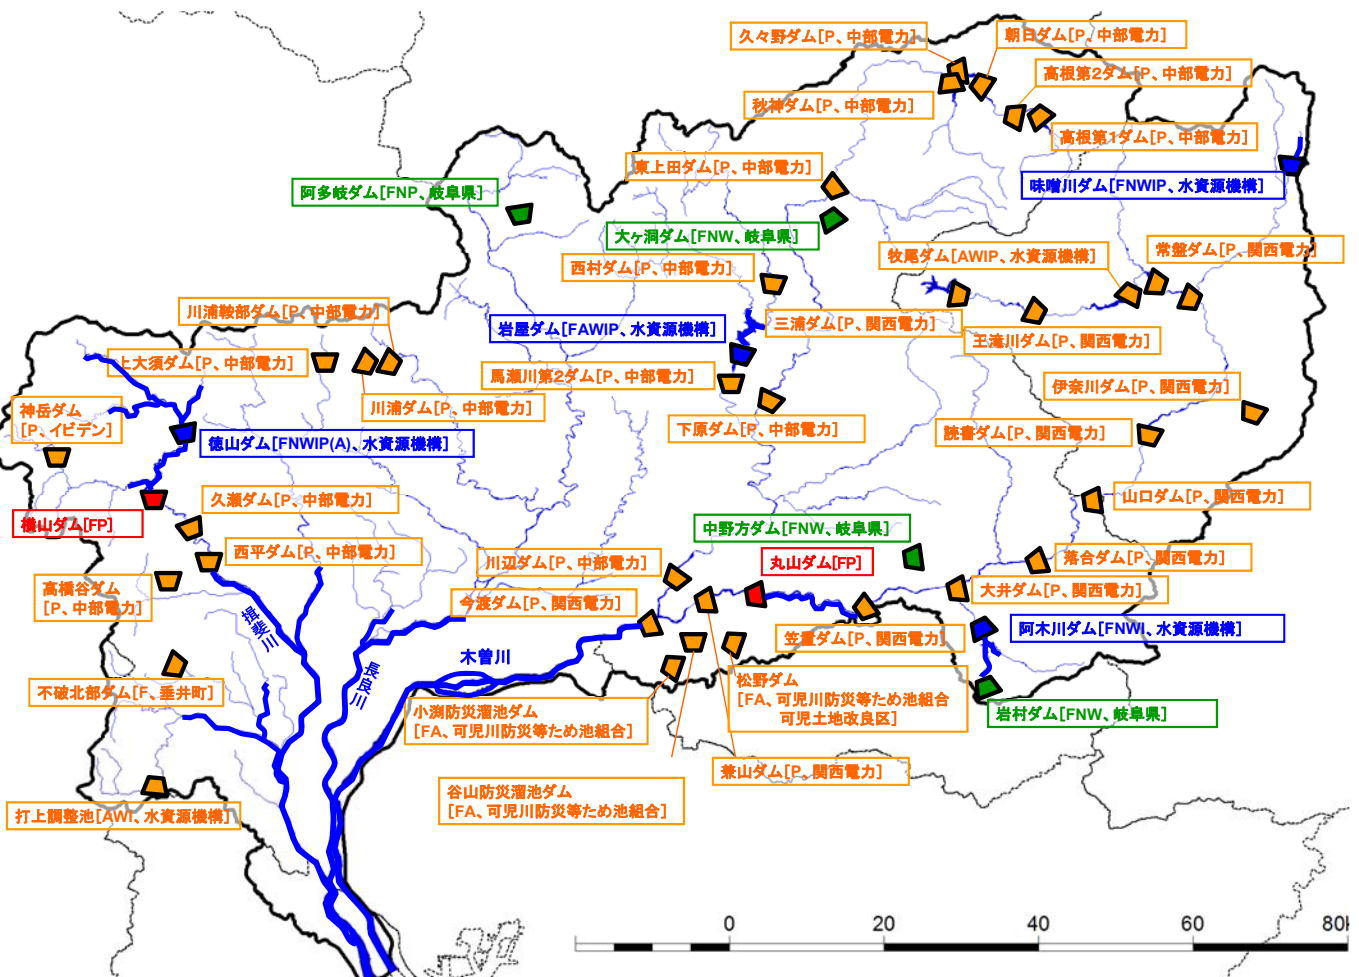 久々野ダム[P、中部電力]
朝日ダム[P、中部電力]
高根第2ダム[P、中部電力]
秋神ダム[P、中部電力]
高根第1ダム[P、中部電力]
東上田ダム[P、中部電力]
味噌川ダム[FNWIP、水資源機構]
阿多岐ダム[FNP、岐阜県]
大ヶ洞ダム[FNW、岐阜県]
牧尾ダム[AWIP、水資源機構]
常盤ダム[P、関西電力]
西村ダム[P、中部電力]
川浦鞍部ダム[P、中部電力]
岩屋ダム[FAWIP、水資源機構]
三浦ダム[P、関西電力]
王滝川ダム[P、関西電力]
上大須ダム[P、中部電力]
馬瀬川第2ダム[P、中部電力]
伊奈川ダム[P、関西電力]
神岳ダム
[P、イビデン]
川浦ダム[P、中部電力]
下原ダム[P、中部電力]
読書ダム[P、関西電力]
徳山ダム[FNWIP(A)、水資源機構]
久瀬ダム[P、中部電力]
山口ダム[P、関西電力]
横山ダム[FP]
中野方ダム[FNW、岐阜県]
西平ダム[P、中部電力]
川辺ダム[P、中部電力]
丸山ダム[FP]
落合ダム[P、関西電力]
高橋谷ダム
[P、中部電力]
今渡ダム[P、関西電力]
大井ダム[P、関西電力]
揖斐川
笠置ダム[P、関西電力]
阿木川ダム[FNWI、水資源機構]
木曽川
長良川
不破北部ダム[F、垂井町]
松野ダム
[FA、可児川防災等ため池組合
可児土地改良区]
小渕防災溜池ダム
[FA、可児川防災等ため池組合]
岩村ダム[FNW、岐阜県]
兼山ダム[P、関西電力]
谷山防災溜池ダム
[FA、可児川防災等ため池組合]
打上調整池[AWI、水資源機構]
0 20 40 60 80k